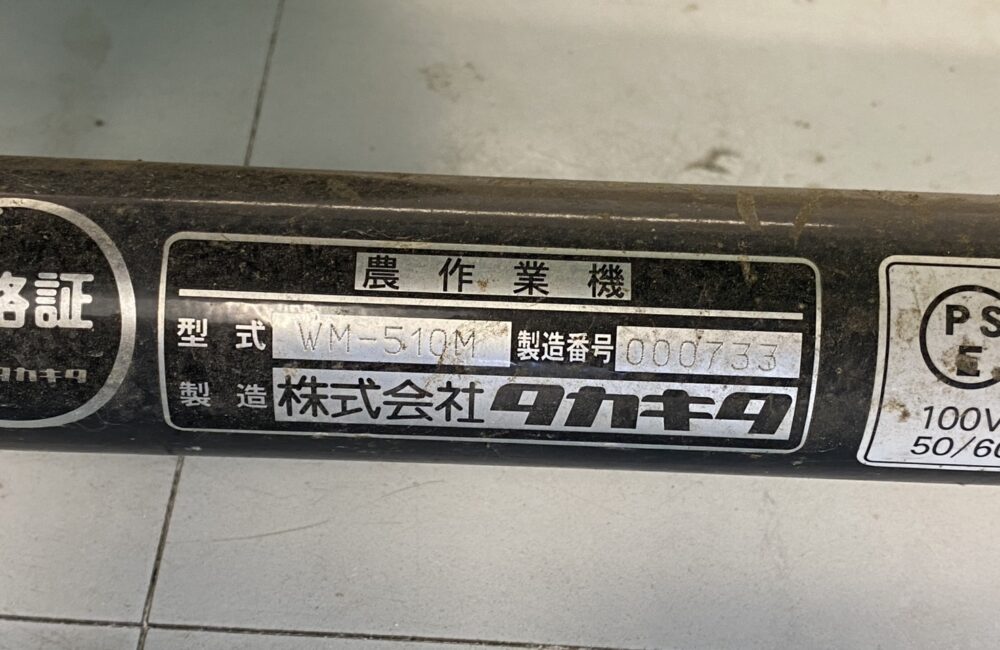 格証
タカキタ
農作業機
型式 WM-510M 製造番号 000733
製造 株式会社タカキタ
PS
E
100V
50/60